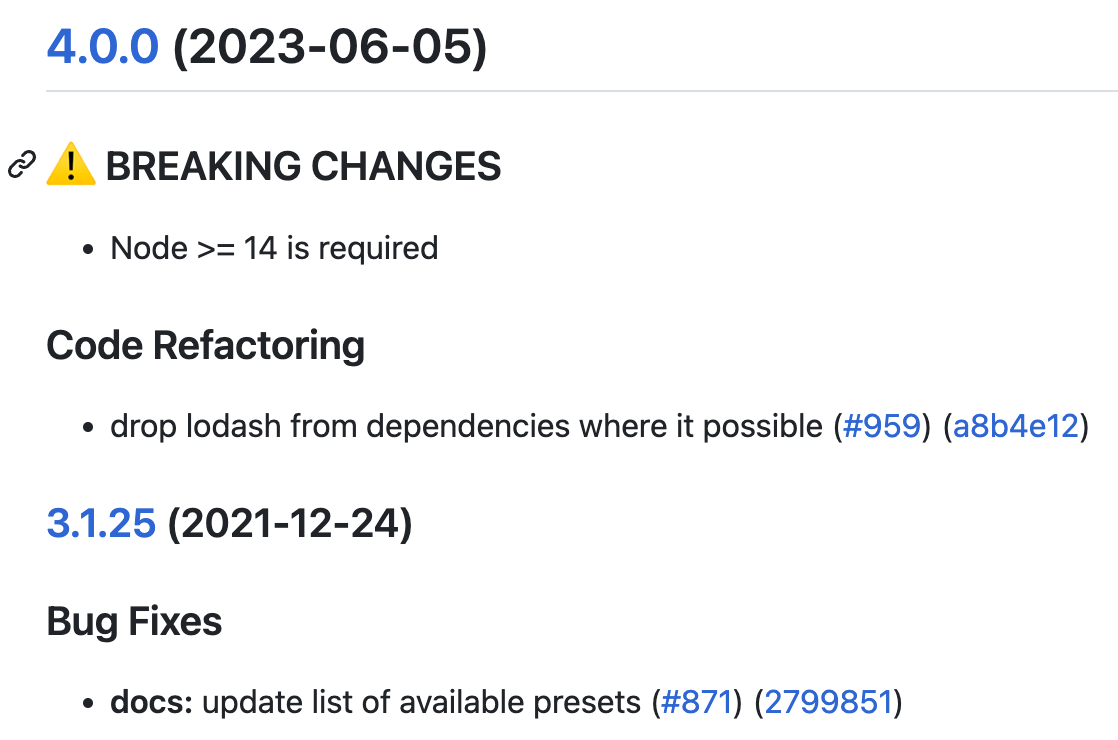 4.0.0 (2023-06-05)
⚠ BREAKING CHANGES
Node >= 14 is required
Code Refactoring
drop lodash from dependencies where it possible (#959) (a8b4e12)
3.1.25 (2021-12-24)
Bug Fixes
docs: update list of available presets (#871) (2799851)